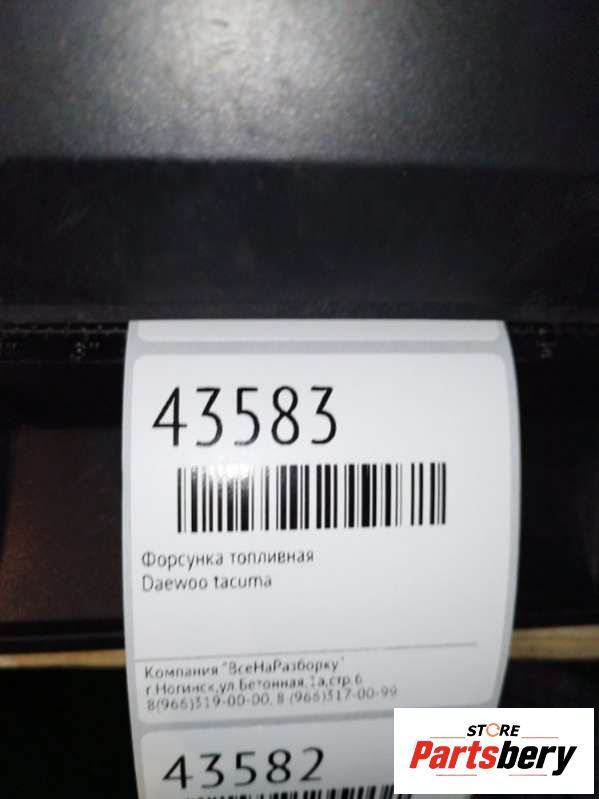 43583
Форсунка топливная
Daewoo tacuma
Компания "ВсеНаРазборку"
г.Ногинск,ул.Бетонная,1а,стр.6
8(966)319-00-00, 8 (966)317-00-99
43582
STORE
Partsbery